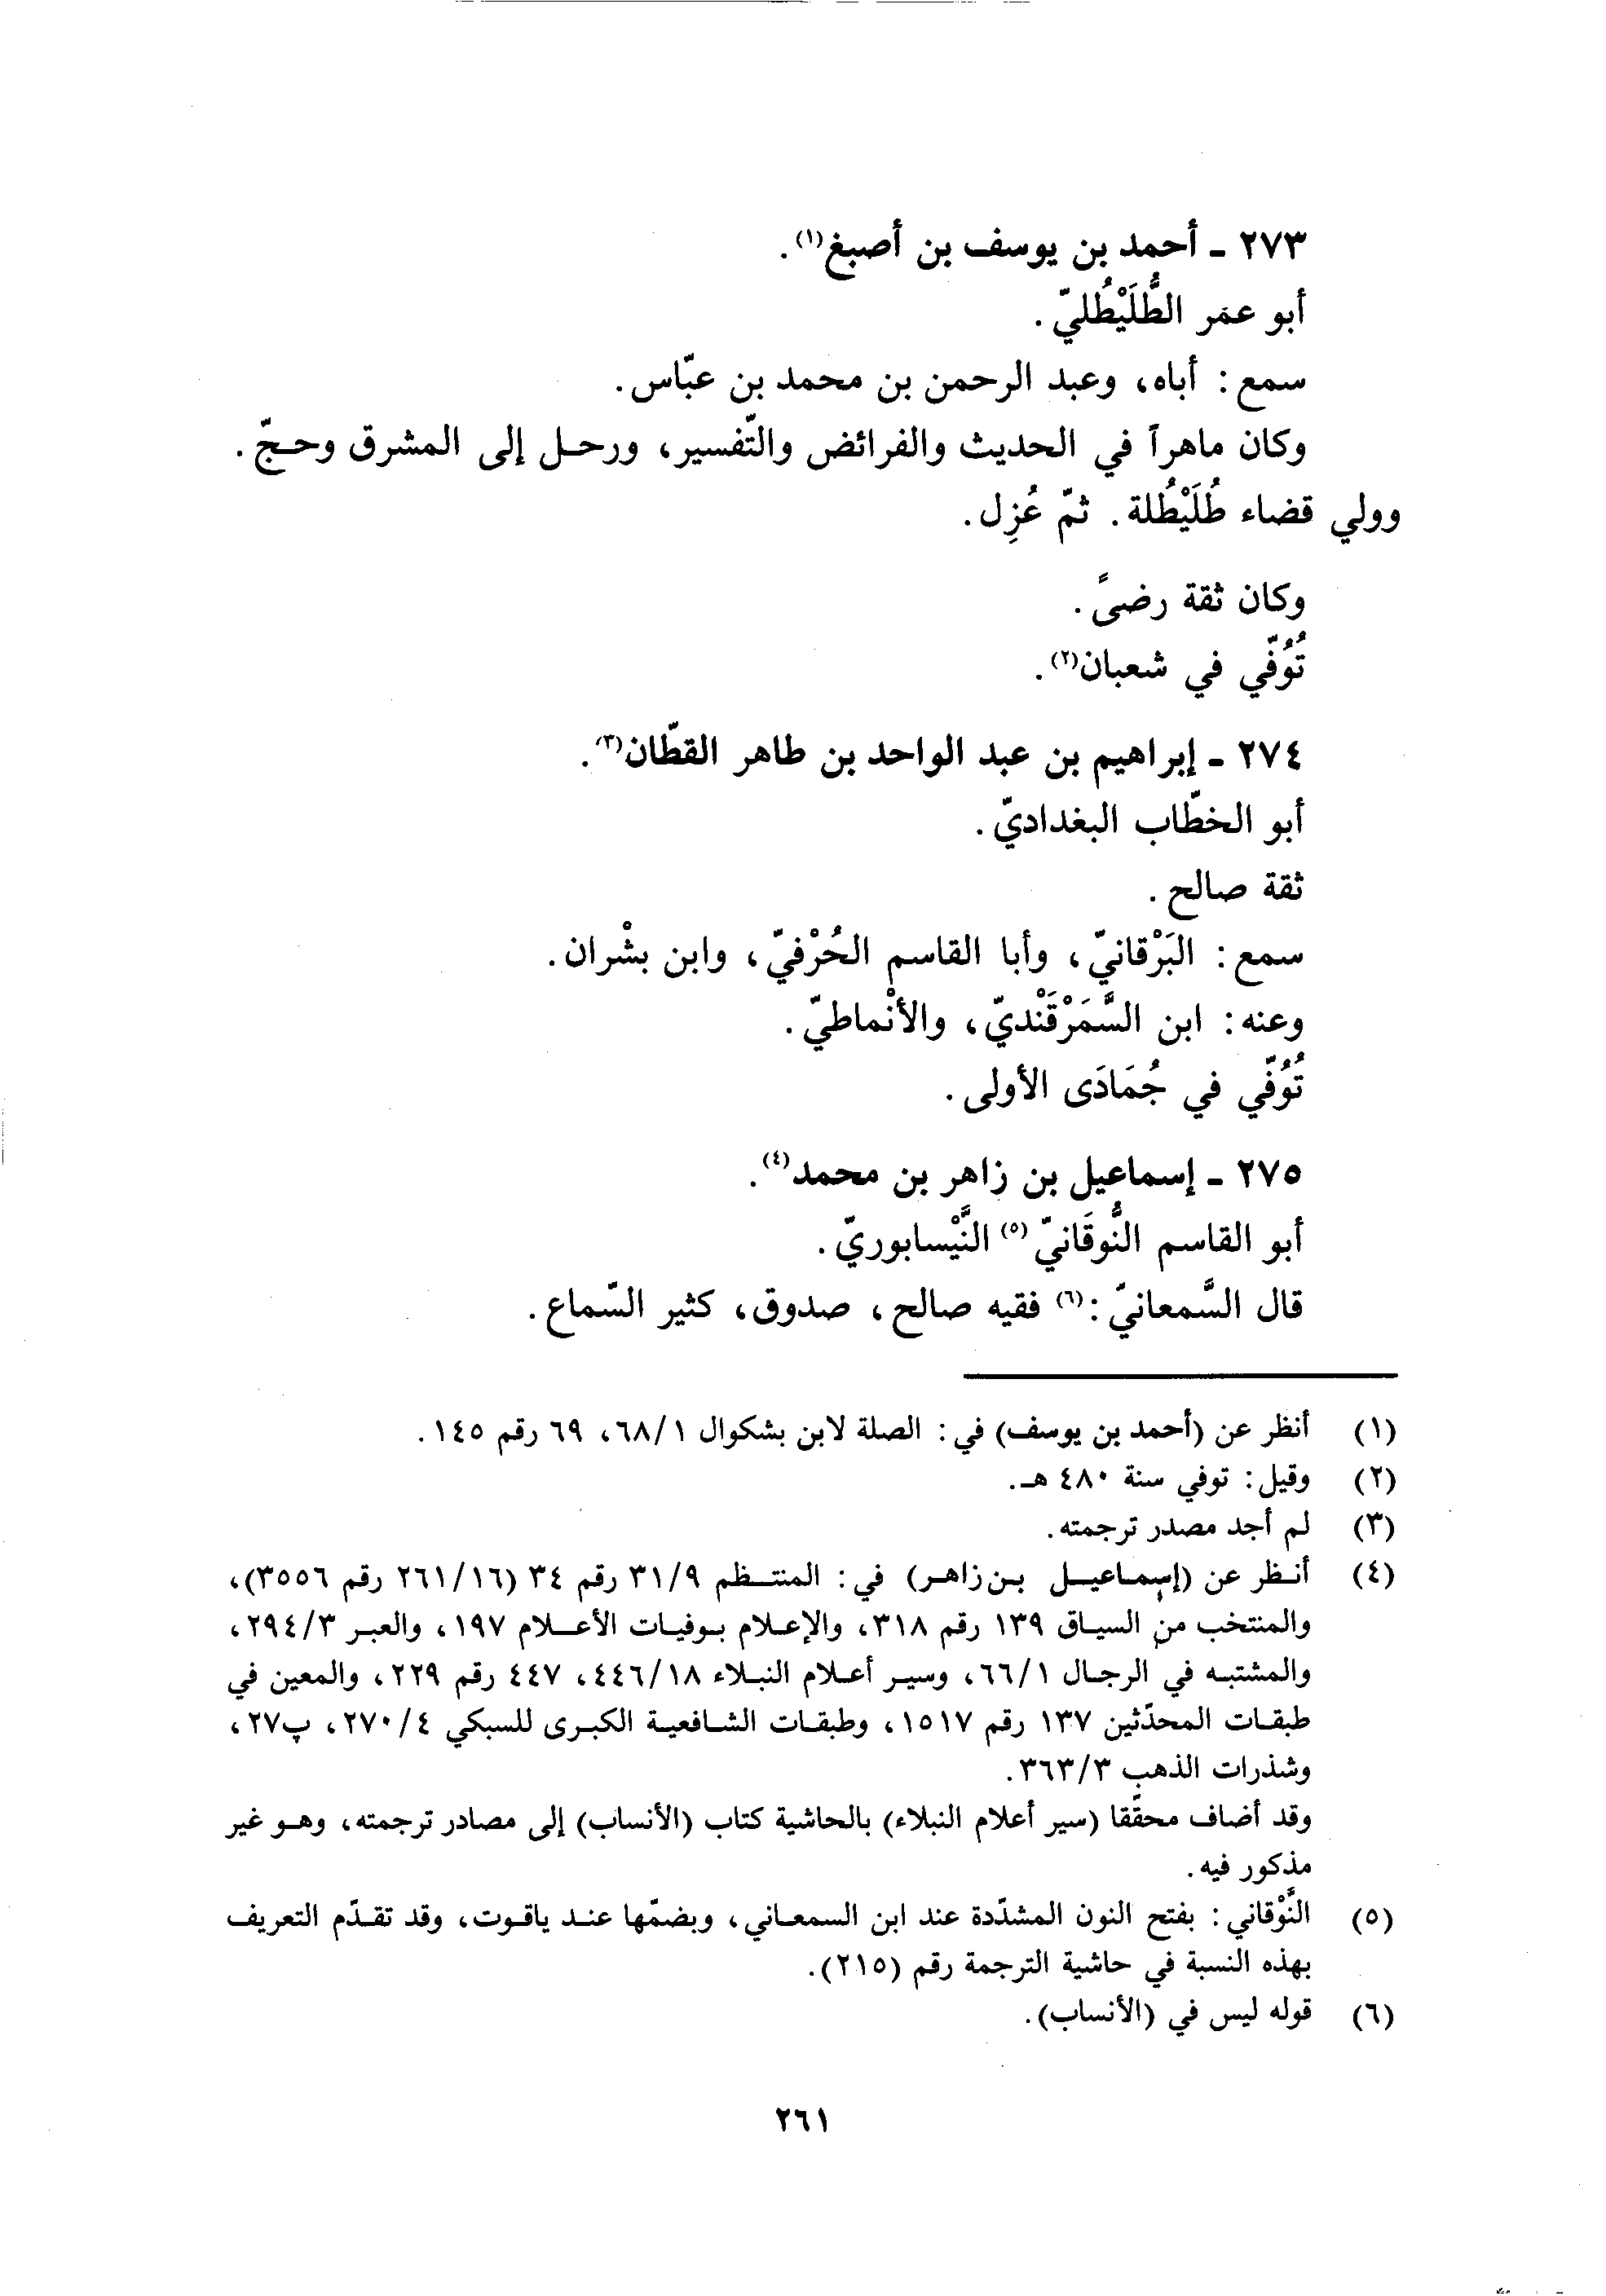 ٢٧٣ - أحمد بن يوسف بن أصبغ(١).
أبو عمَر الطُّلَيْطُليّ.
سمع: أباه، وعبد الرحمن بن محمد بن عبّاس.
وكان ماهراً في الحديث والفرائض والتّفسير، ورحل إلى المشرق وحجّ.
وولي قضاء طُلَيْطُلة. ثمّ عُزِل.
وكان ثقة رضىً.
تُوُفّي في شعبان(٢).
٢٧٤ - إبراهيم بن عبد الواحد بن طاهر القطّان(٣).
أبو الخطّاب البغداديّ.
ثقة صالح.
سمع: البَرْقانيّ، وأبا القاسم الحُرْفيّ، وابن بشْران.
وعنه: ابن السَّمَرْقَنْديّ، والأنْماطيّ.
تُوُفّي في جُمَادَى الأولى.
٢٧٥ - إسماعيل بن زاهر بن محمد(٤).
أبو القاسم النُّوقَانيّ(٥) النَّيْسابوريّ.
قال السَّمعانيّ:(٦) فقيه صالح، صدوق، كثير السّماع.
(١) أنظر عن (أحمد بن يوسف) في: الصلة لابن بشكوال ٦٨/١، ٦٩ رقم ١٤٥.
(٢) وقيل: توفي سنة ٤٨٠ هـ.
(٣) لم أجد مصدر ترجمته.
(٤) أنظر عن (إسماعيل بن زاهر) في: المنتظم ٣١/٩ رقم ٣٤ (٢٦١/١٦ رقم ٣٥٥٦)،
والمنتخب من السياق ١٣٩ رقم ٣١٨، والإعلام بوفيات الأعلام ١٩٧، والعبر ٢٩٤/٣،
والمشتبه في الرجال ٦٦/١، وسير أعلام النبلاء ٤٤٦/١٨، ٤٤٧ رقم ٢٢٩، والمعين في
طبقات المحدّثين ١٣٧ رقم ١٥١٧، وطبقات الشافعية الكبرى للسبكي ٢٧٠/٤، ب٢٧،
وشذرات الذهب ٣٦٣/٣.
وقد أضاف محقّقا (سير أعلام النبلاء) بالحاشية كتاب (الأنساب) إلى مصادر ترجمته، وهو غير
مذكور فيه.
(٥) النَّوْقاني: بفتح النون المشدّدة عند ابن السمعاني، وبضمّها عند ياقوت، وقد تقدّم التعريف
بهذه النسبة في حاشية الترجمة رقم (٢١٥).
(٦) قوله ليس في (الأنساب).
٢٦١